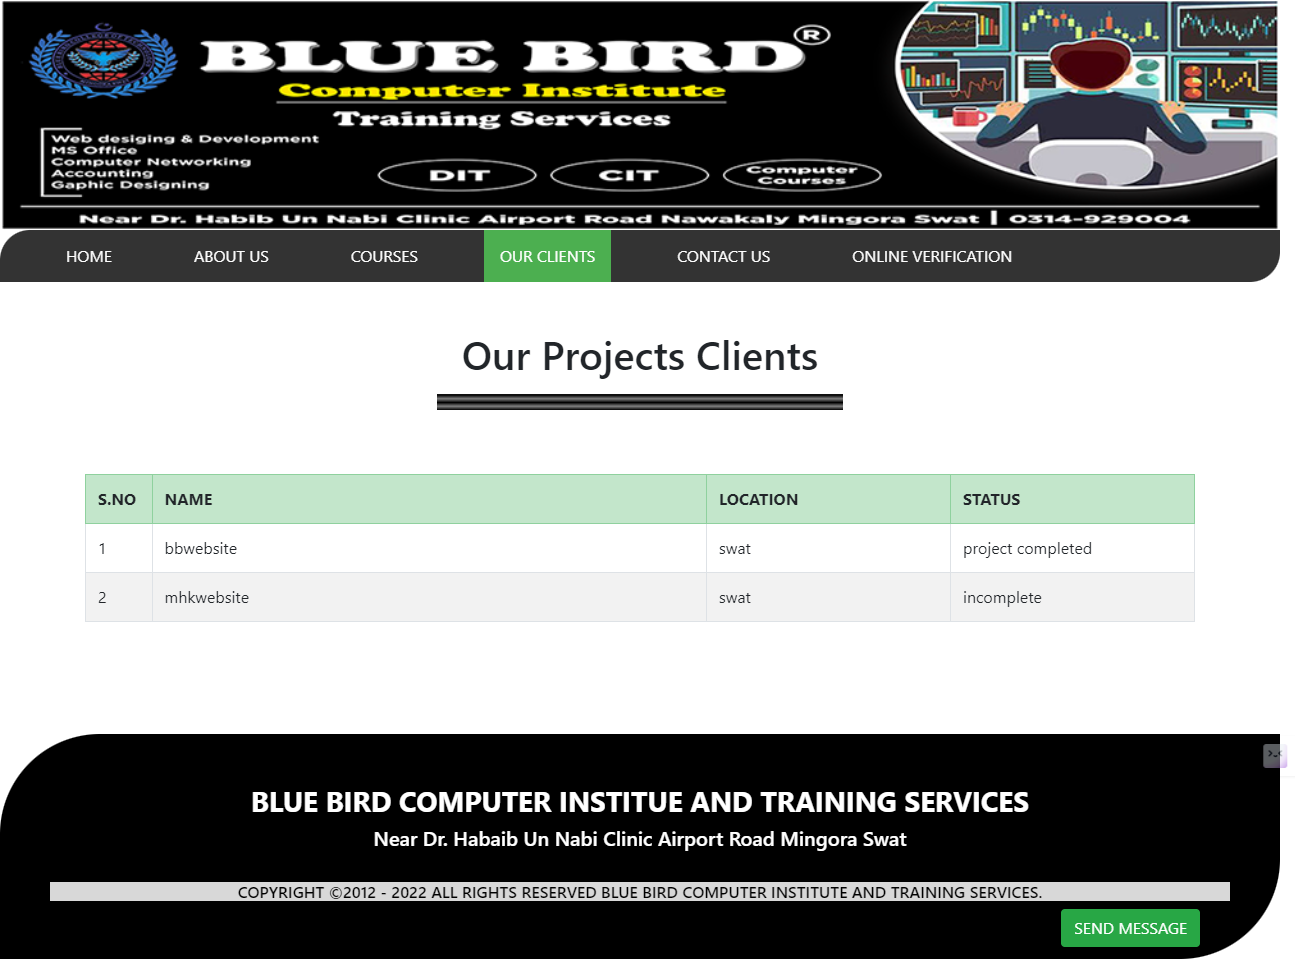 BLUE BIRD®
Computer Institute
Training Services
Web desiging & Development
MS Office
Computer Networking
Accounting
Gaphic Designing
DIT
CIT
Computer
Courses
Near Dr. Habib Un Nabi Clinic Airport Road Nawakaly Mingora Swat | 0314-929004
HOME ABOUT US COURSES OUR CLIENTS CONTACT US ONLINE VERIFICATION
Our Projects Clients
S.NO NAME LOCATION STATUS
1 bbwebsite swat project completed
2 mhkwebsite swat incomplete
BLUE BIRD COMPUTER INSTITUE AND TRAINING SERVICES
Near Dr. Habaib Un Nabi Clinic Airport Road Mingora Swat
COPYRIGHT ©2012 - 2022 ALL RIGHTS RESERVED BLUE BIRD COMPUTER INSTITUTE AND TRAINING SERVICES.
SEND MESSAGE